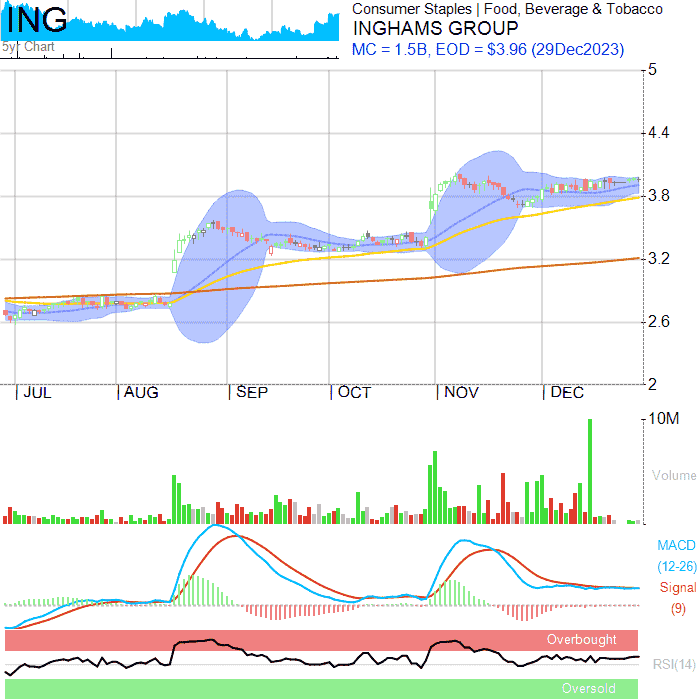 ING
5yr Chart
Consumer Staples | Food, Beverage & Tobacco
INGHAMS GROUP
MC = 1.5B, EOD = $3.96 (29Dec2023)
5
4.4
3.8
3.2
2.6
2
JUL AUG SEP OCT NOV DEC
10M
Volume
MACD
(12-26)
Signal
(9)
Overbought
RSI(14)
Oversold